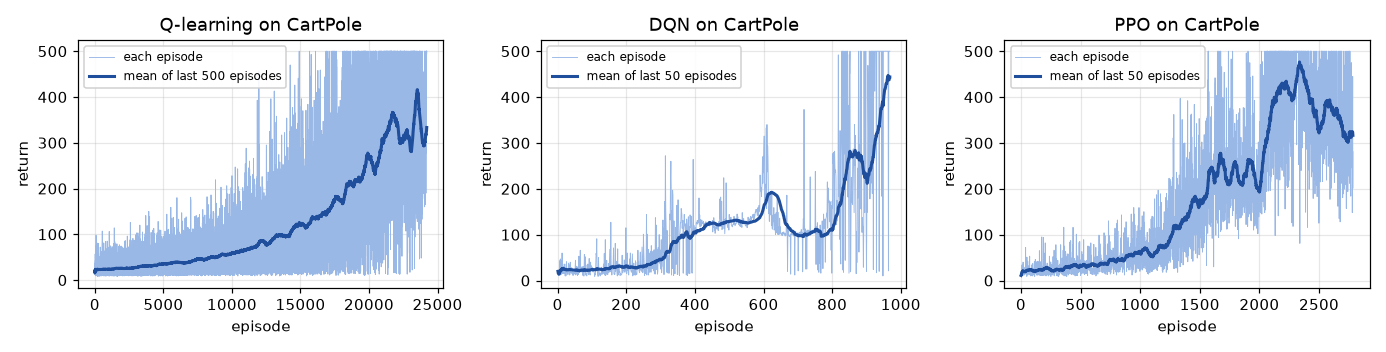 Q-learning on CartPole
each episode
mean of last 500 episodes
500
400
300
200
100
0
return
0 5000 10000 15000 20000 25000
episode
DQN on CartPole
each episode
mean of last 50 episodes
500
400
300
200
100
0
return
0 200 400 600 800 1000
episode
PPO on CartPole
each episode
mean of last 50 episodes
500
400
300
200
100
0
return
0 500 1000 1500 2000 2500
episode